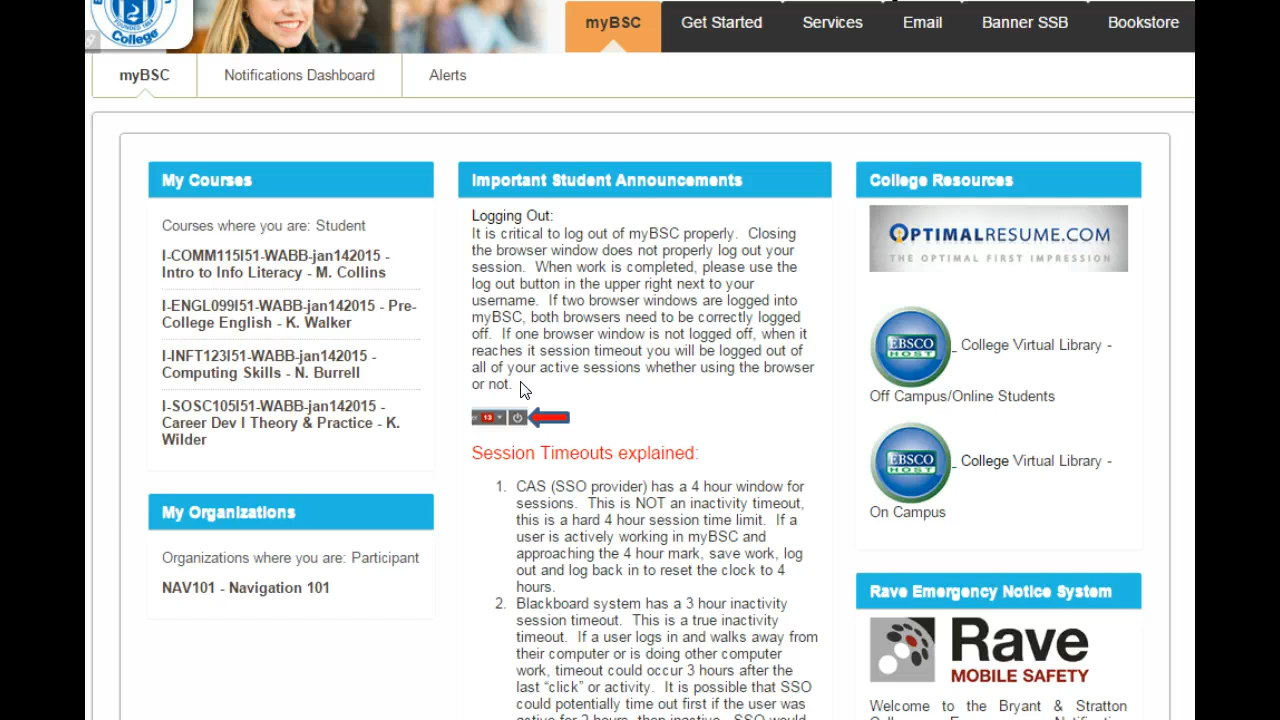 College
myBSC
Get Started
Services
Email
Banner SSB
Bookstore
myBSC
Notifications Dashboard
Alerts
My Courses
Courses where you are: Student
I-COMM115I51-WABB-jan142015 -
Intro to Info Literacy - M. Collins
I-ENGL099I51-WABB-jan142015 - Pre-
College English - K. Walker
I-INFT123I51-WABB-jan142015 -
Computing Skills - N. Burrell
I-SOSC105I51-WABB-jan142015 -
Career Dev I Theory & Practice - K.
Wilder
My Organizations
Organizations where you are: Participant
NAV101 - Navigation 101
Important Student Announcements
Logging Out:
It is critical to log out of myBSC properly. Closing
the browser window does not properly log out your
session. When work is completed, please use the
log out button in the upper right next to your
username. If two browser windows are logged into
myBSC, both browsers need to be correctly logged
off. If one browser window is not logged off, when it
reaches it session timeout you will be logged out of
all of your active sessions whether using the browser
or not.
13
Session Timeouts explained:
1. CAS (SSO provider) has a 4 hour window for
sessions. This is NOT an inactivity timeout,
this is a hard 4 hour session time limit. If a
user is actively working in myBSC and
approaching the 4 hour mark, save work, log
out and log back in to reset the clock to 4
hours.
2. Blackboard system has a 3 hour inactivity
session timeout. This is a true inactivity
timeout. If a user logs in and walks away from
their computer or is doing other computer
work, timeout could occur 3 hours after the
last “click” or activity. It is possible that SSO
could potentially time out first if the user was
active for 2 hours, then inactive. SSO would
College Resources
OPTIMALRESUME.COM
THE OPTIMAL FIRST IMPRESSION
EBSCO
HOST
College Virtual Library -
Off Campus/Online Students
EBSCO
HOST
College Virtual Library -
On Campus
Rave Emergency Notice System
Rave
MOBILE SAFETY
Welcome to the Bryant & Stratton